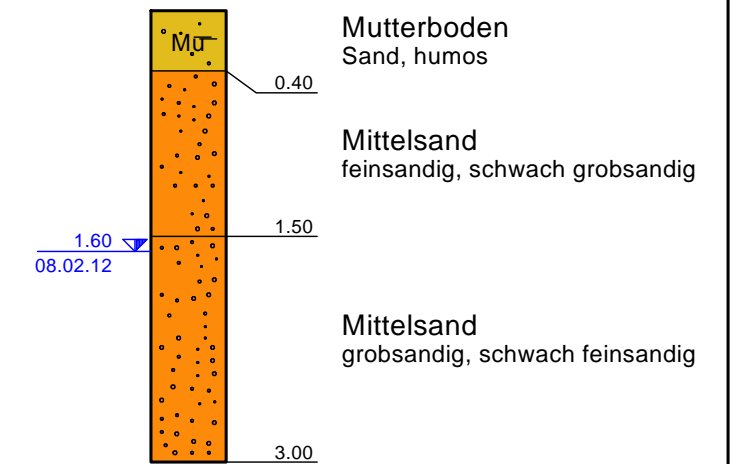 Mutterboden
Sand, humos
Mu
0.40
Mittelsand
feinsandig, schwach grobsandig
1.50
1.60
08.02.12
Mittelsand
grobsandig, schwach feinsandig
3.00